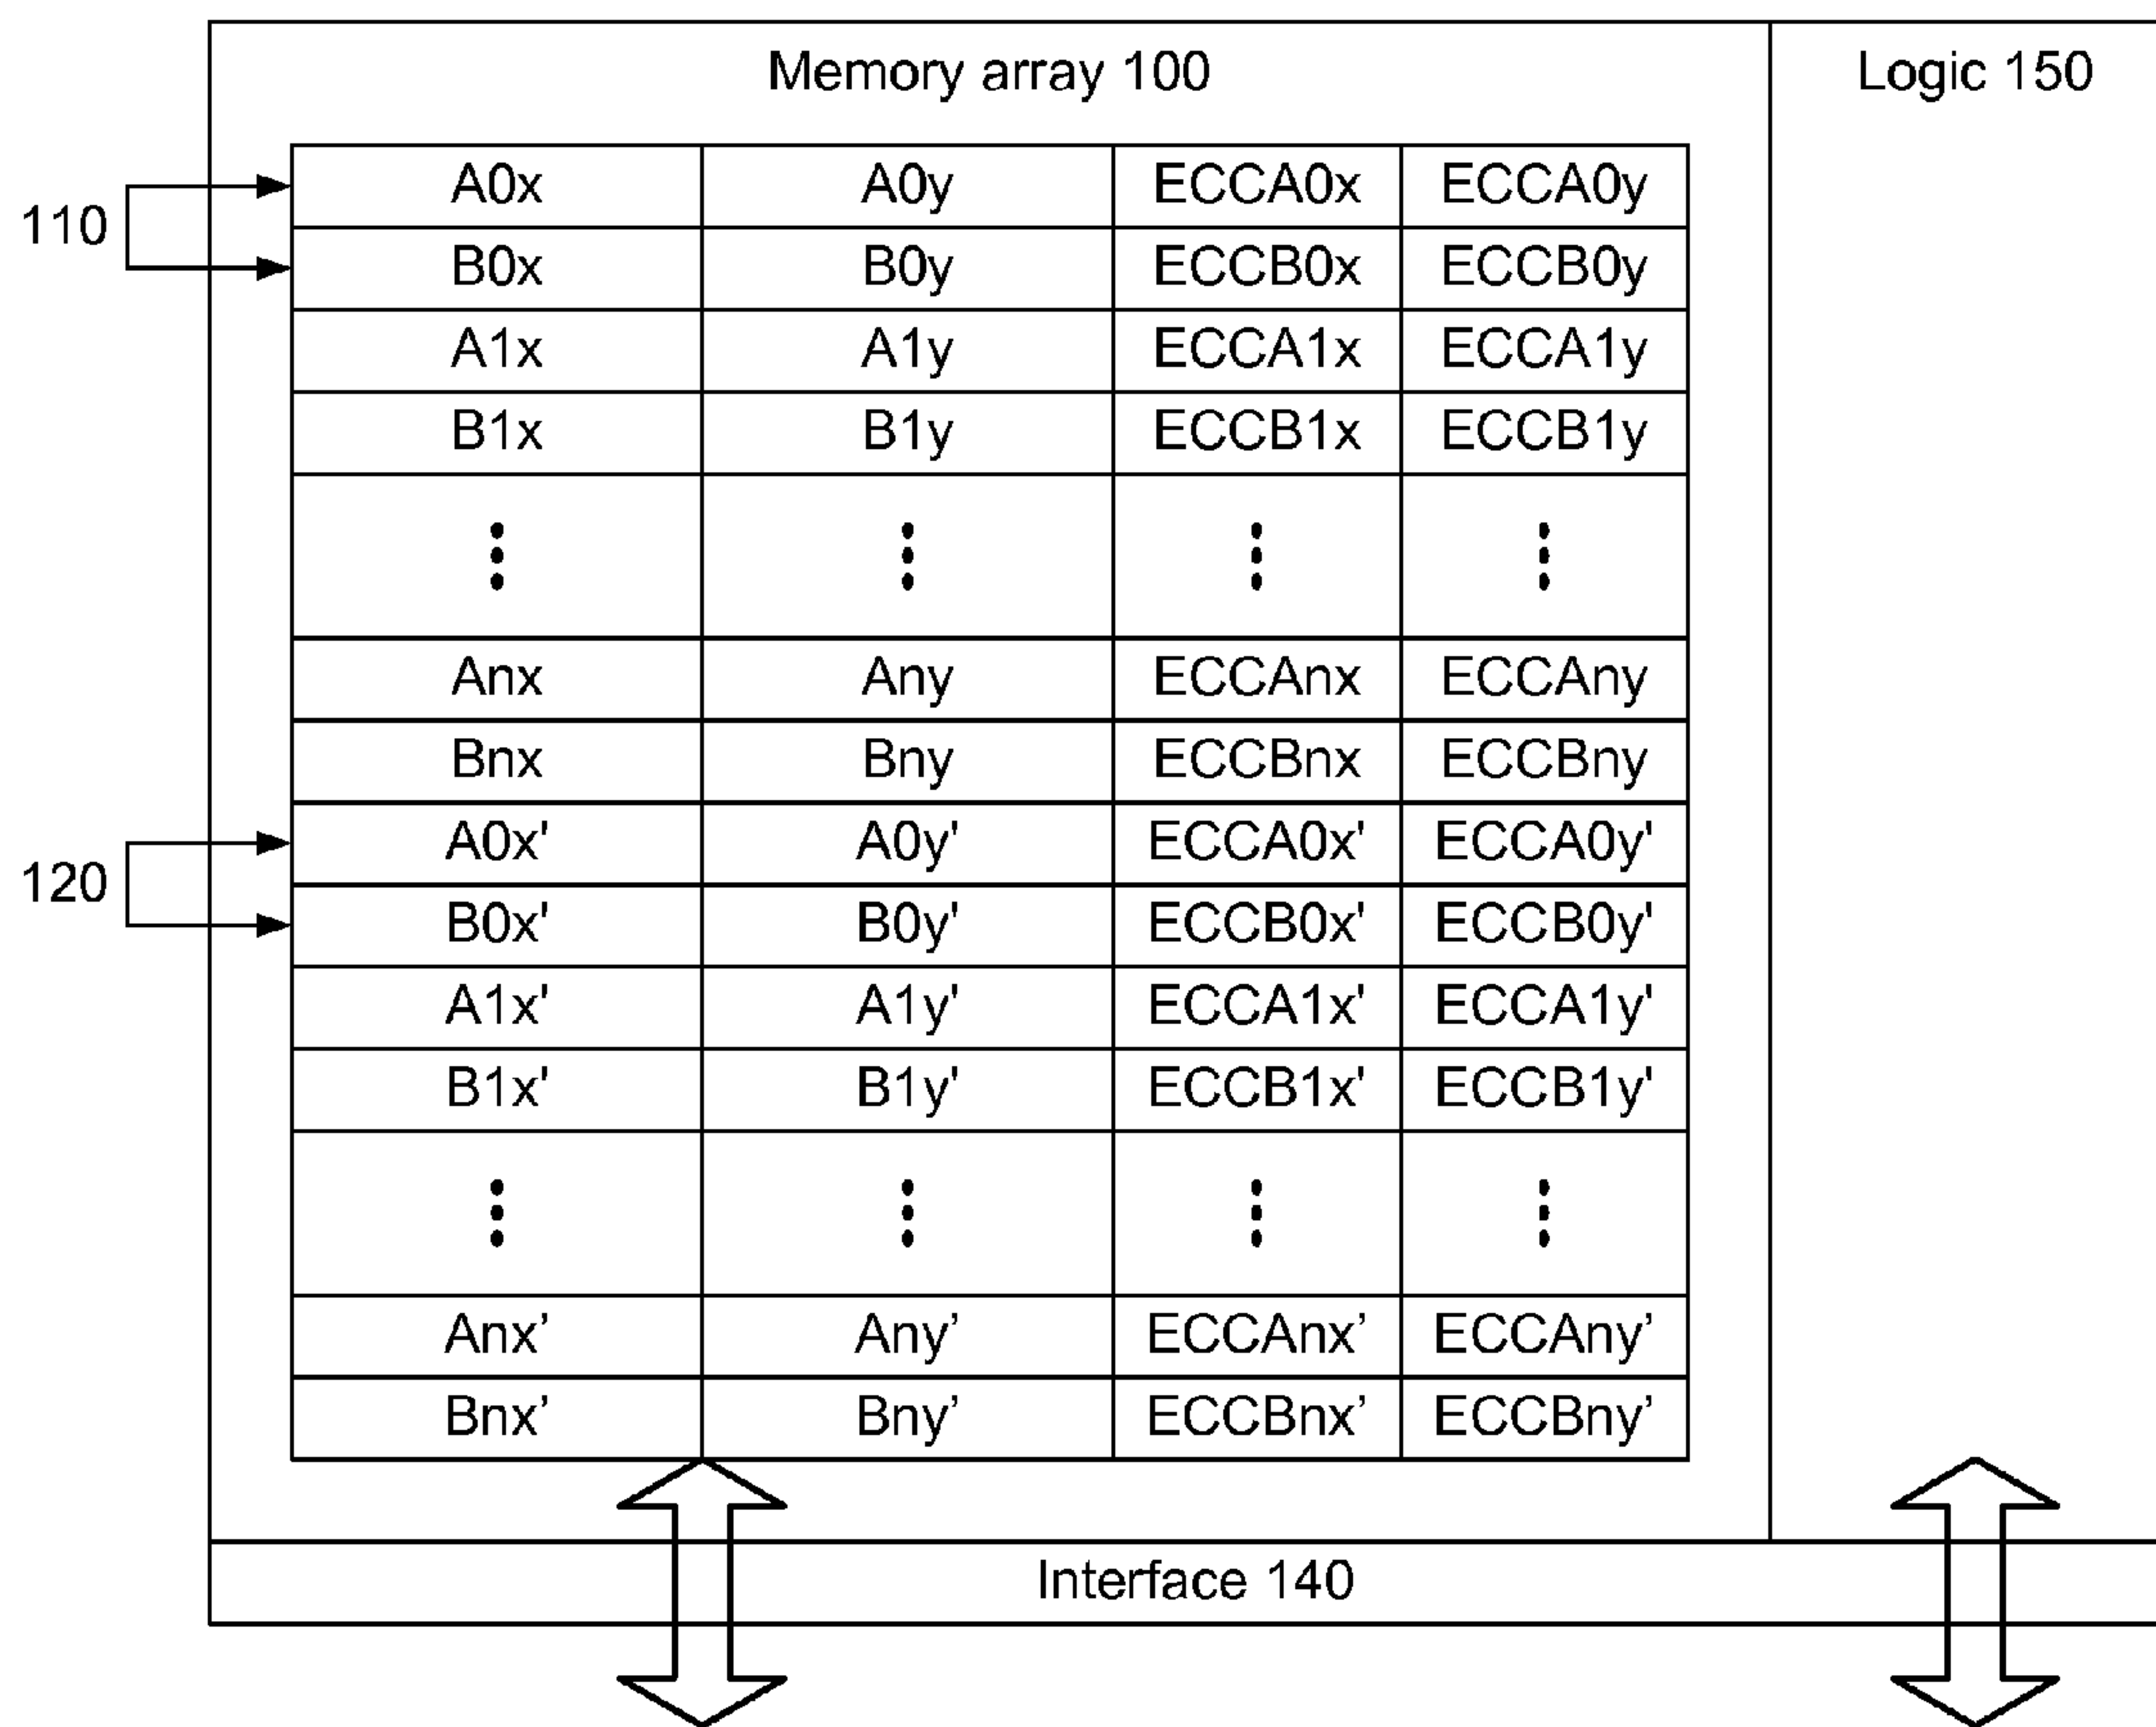 Memory array 100 Logic 150
A0x A0y ECCA0x ECCA0y
110
B0x B0y ECCB0x ECCB0y
A1x A1y ECCA1x ECCA1y
B1x B1y ECCB1x ECCB1y
Anx Any ECCAnx ECCAny
Bnx Bny ECCBnx ECCBny
A0x' A0y' ECCA0x' ECCA0y'
120
B0x' B0y' ECCB0x' ECCB0y'
A1x' A1y' ECCA1x' ECCA1y'
B1x' B1y' ECCB1x' ECCB1y'
Anx’ Any’ ECCAnx’ ECCAny’
Bnx’ Bny’ ECCBnx’ ECCBny’
Interface 140